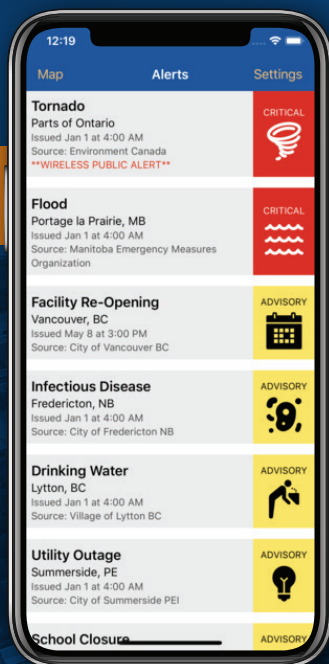 12:19
Map Alerts Settings
Tornado
Parts of Ontario
Issued Jan 1 at 4:00 AM
Source: Environment Canada
**WIRELESS PUBLIC ALERT**
CRITICAL
Flood
Portage la Prairie, MB
Issued Jan 1 at 4:00 AM
Source: Manitoba Emergency Measures
Organization
CRITICAL
Facility Re-Opening
Vancouver, BC
Issued May 8 at 3:00 PM
Source: City of Vancouver BC
ADVISORY
Infectious Disease
Fredericton, NB
Issued Jan 1 at 4:00 AM
Source: City of Fredericton NB
ADVISORY
Drinking Water
Lytton, BC
Issued Jan 1 at 4:00 AM
Source: Village of Lytton BC
ADVISORY
Utility Outage
Summerside, PE
Issued Jan 1 at 4:00 AM
Source: City of Summerside PEI
ADVISORY
School Closure
ADVISORY